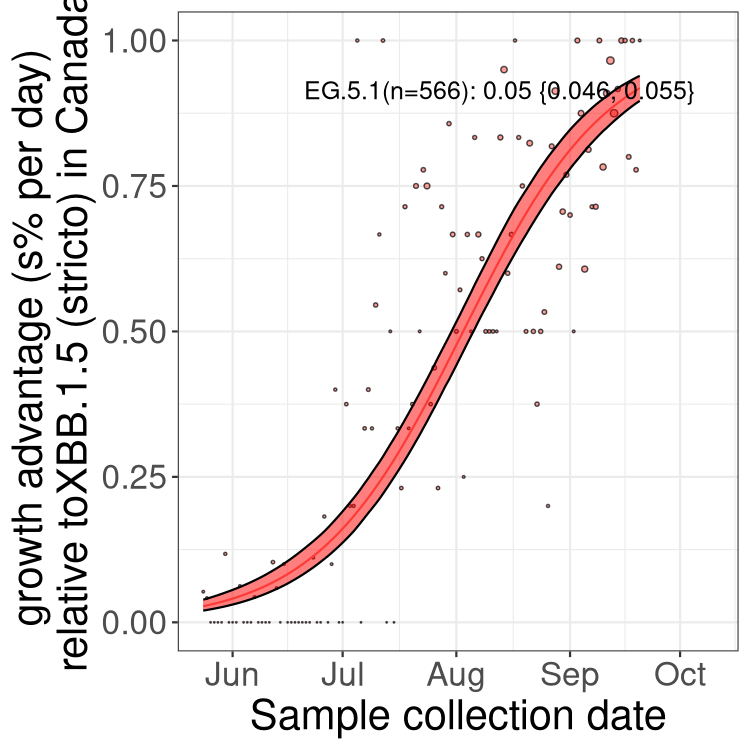 growth advantage (s% per day)
relative toXBB.1.5 (stricto) in Canada
1.00
0.75
0.50
0.25
0.00
EG.5.1(n=566): 0.05 {0.046, 0.055}
Jun Jul Aug Sep Oct
Sample collection date